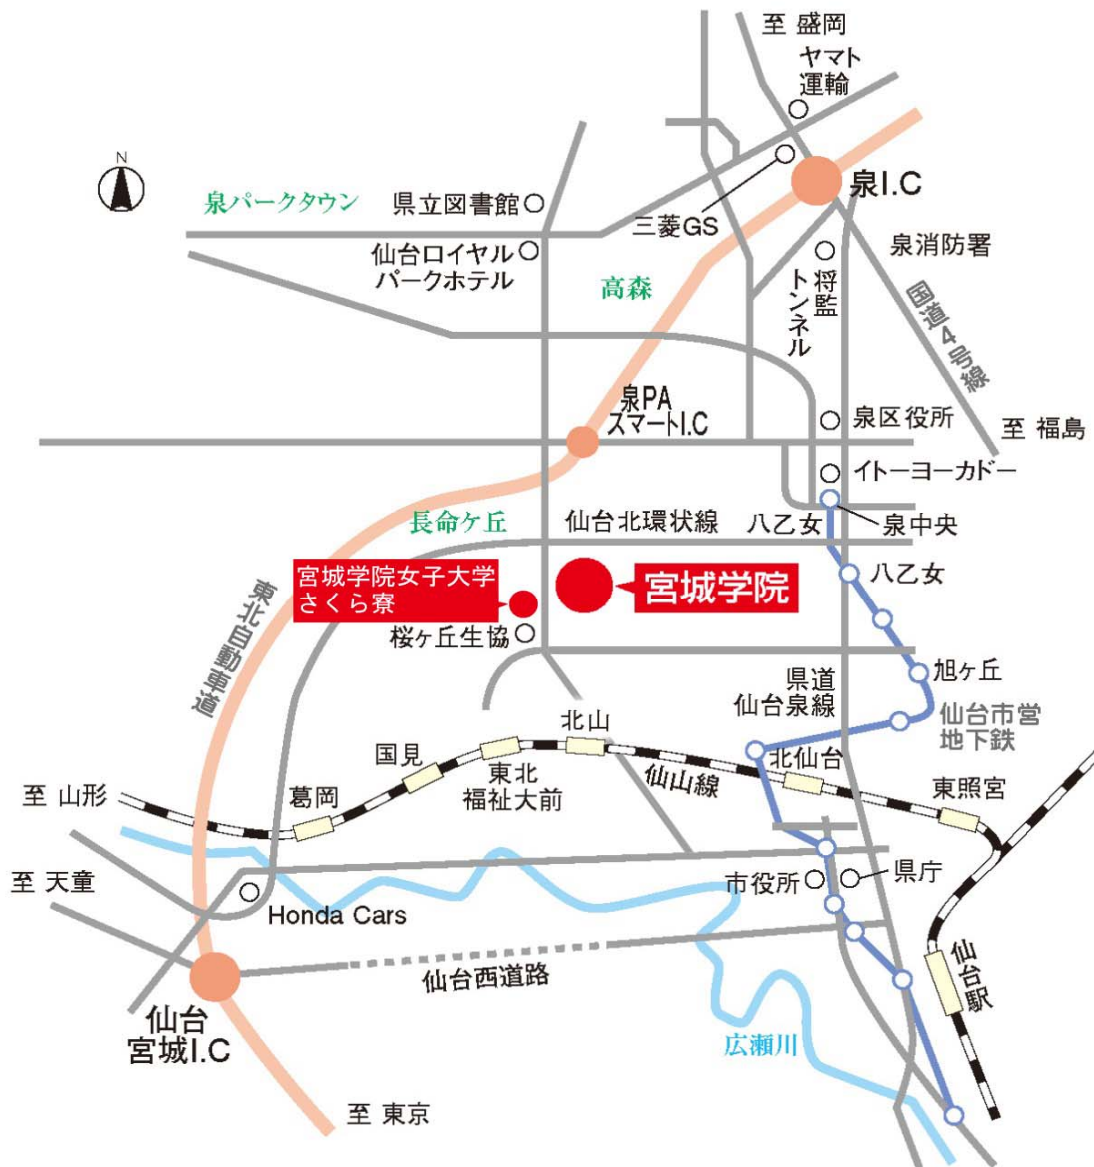 至 盛岡
ヤマト
運輸
N
泉I.C
泉パークタウン
県立図書館
三菱GS
仙台ロイヤル
パークホテル
泉消防署
高森
将監
トンネル
国道4号線
泉PA
スマートI.C
泉区役所
至 福島
イトーヨーカドー
長命ケ丘
仙台北環状線
八乙女
泉中央
宮城学院女子大学
さくら寮
宮城学院
八乙女
東北自動車道
桜ヶ丘生協
旭ヶ丘
県道
仙台泉線
仙台市営
地下鉄
北山
国見
東北
福祉大前
仙山線
北仙台
東照宮
至 山形
葛岡
至 天童
市役所
県庁
Honda Cars
仙台西道路
仙台駅
仙台
宮城I.C
広瀬川
至 東京